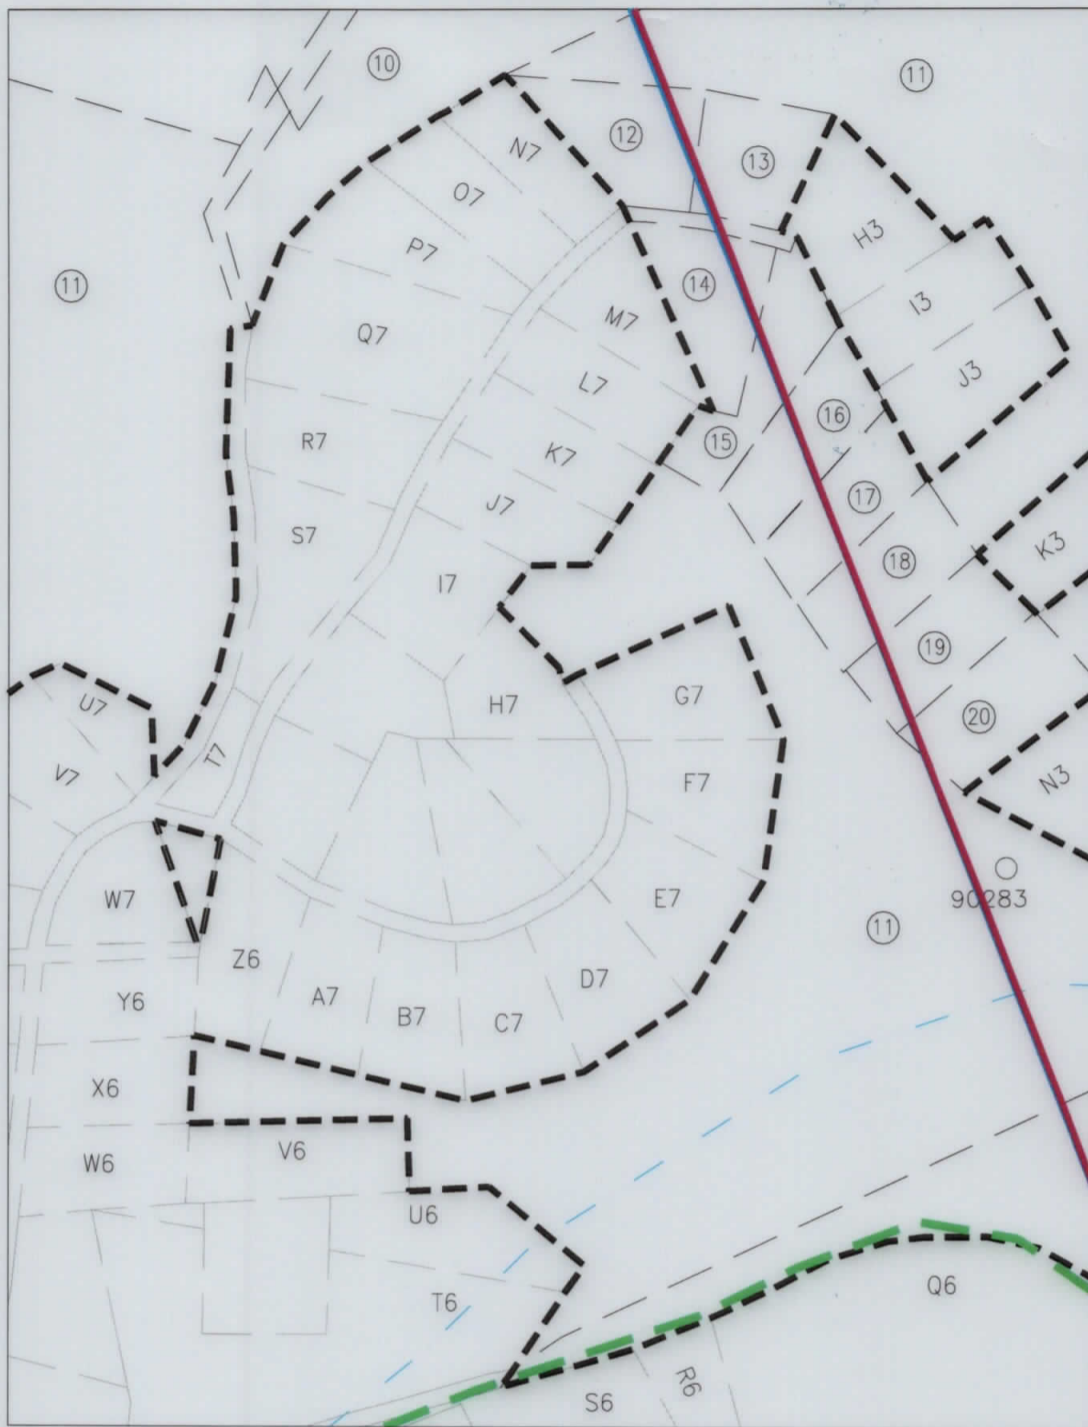 ⑩
⑪
⑫
N7
⑬
O7
H3
P7
⑪
⑭
I3
M7
Q7
J3
L7
⑯
R7
⑮
K7
⑰
J7
S7
K3
⑱
I7
⑲
G7
U7
H7
⑳
T7
V7
F7
N3
W7
E7
90283
⑪
Z6
D7
Y6
A7
B7
C7
X6
V6
W6
U6
Q6
T6
R6
S6